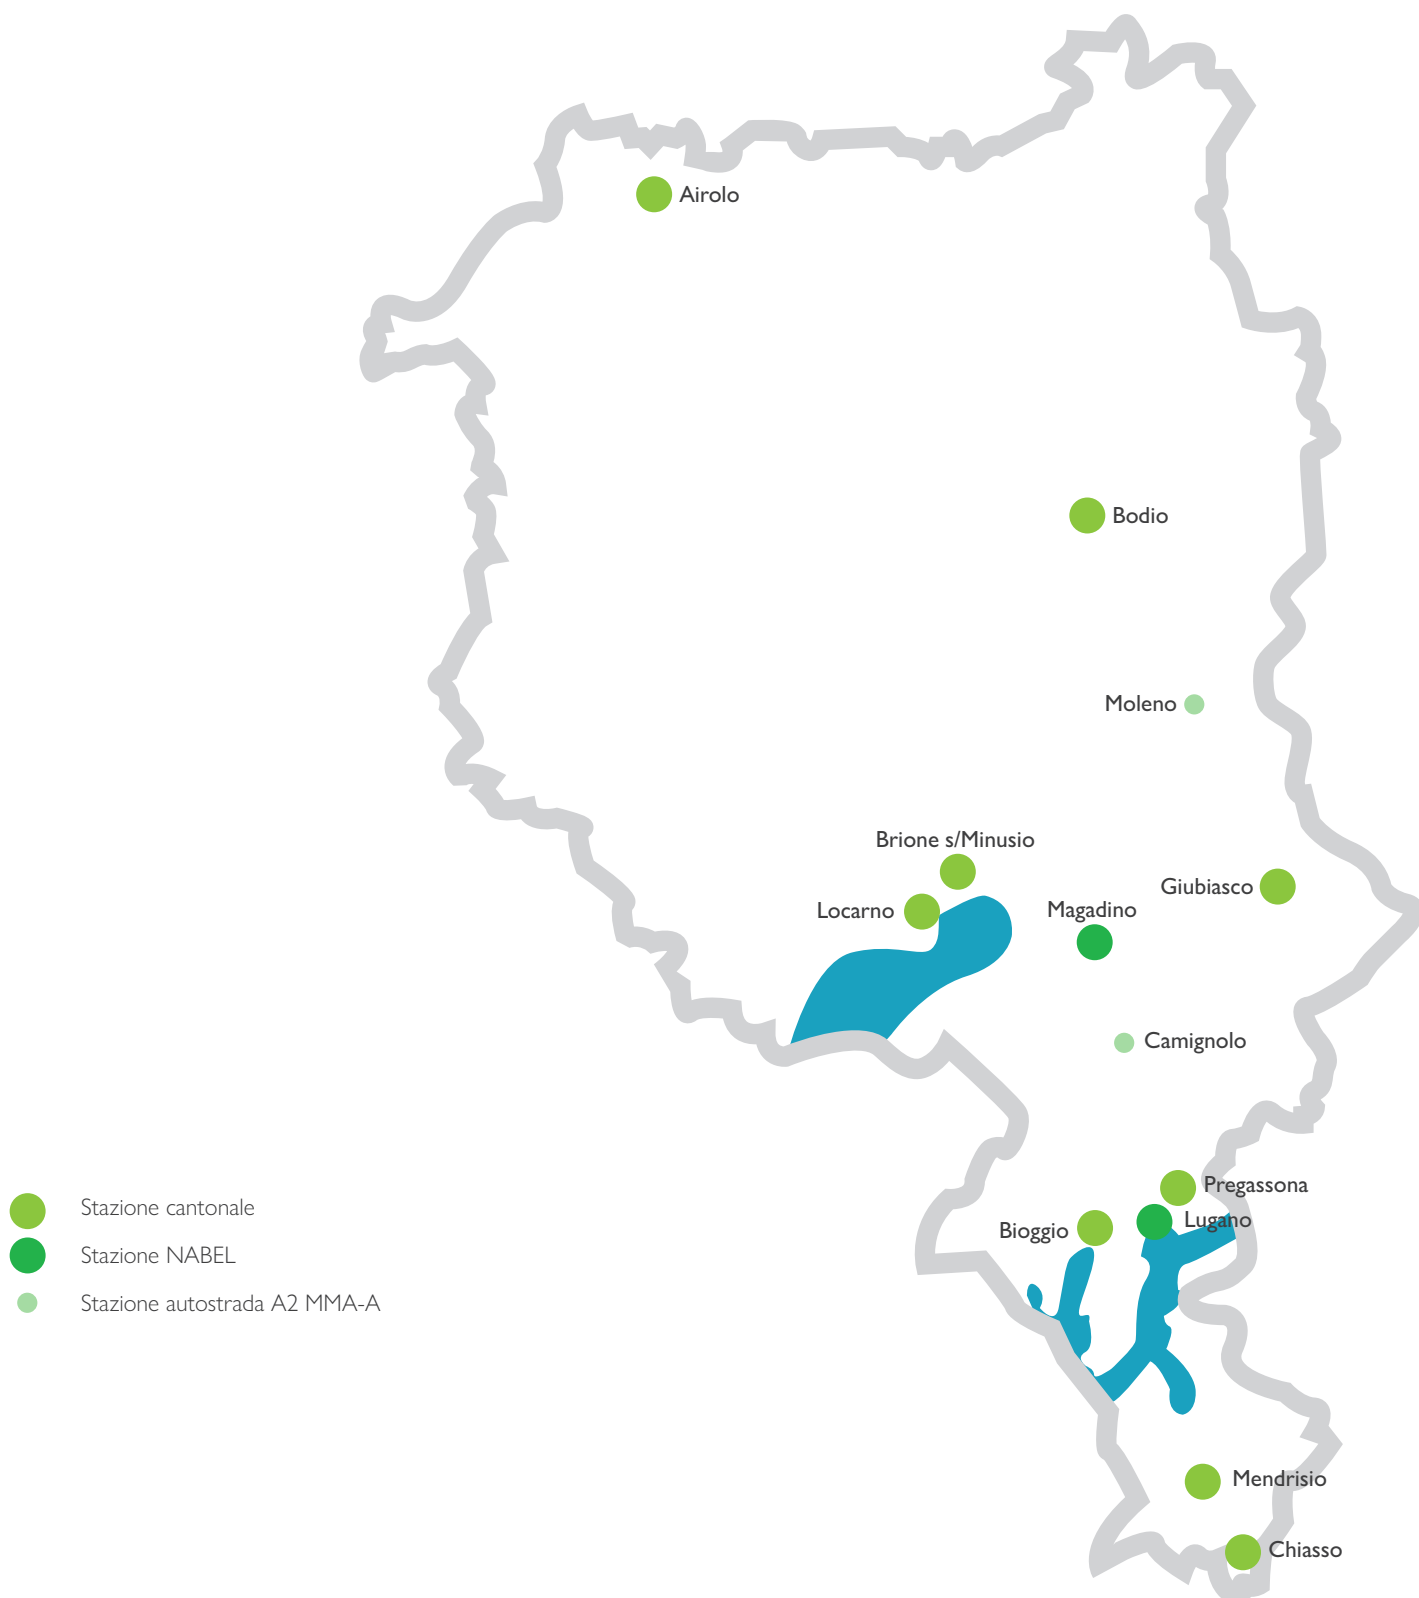 Airolo
Bodio
Moleno
Brione s/Minusio
Giubiasco
Locarno
Magadino
Camignolo
Pregassona
Lugano
Bioggio
Stazione cantonale
Stazione NABEL
Stazione autostrada A2 MMA-A
Mendrisio
Chiasso